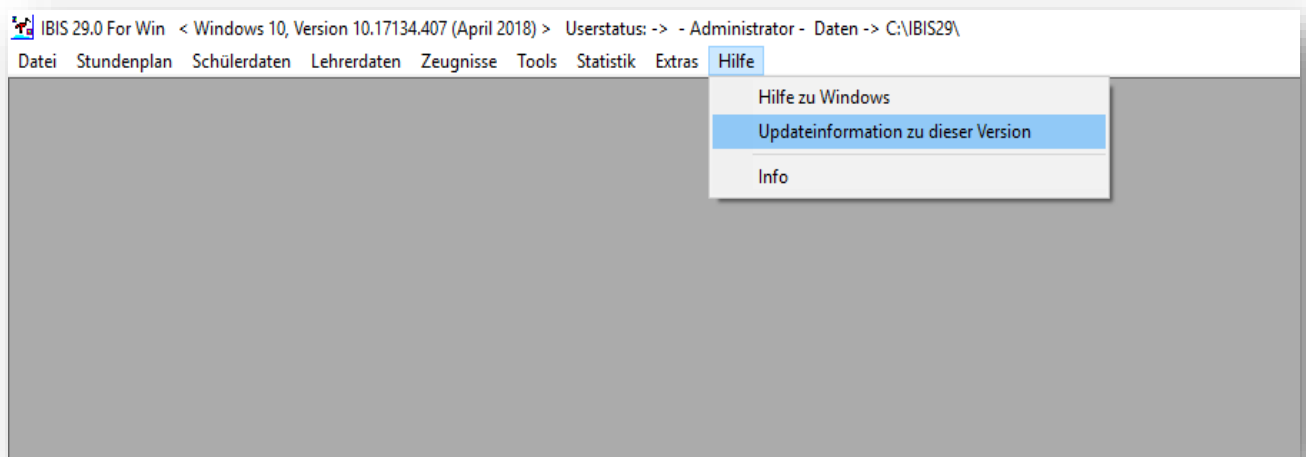 IBIS 29.0 For Win < Windows 10, Version 10.17134.407 (April 2018) > Userstatus: -> - Administrator - Daten -> C:\IBIS29\
Datei Stundenplan Schülerdaten Lehrerdaten Zeugnisse Tools Statistik Extras Hilfe
Hilfe zu Windows
Updateinformation zu dieser Version
Info